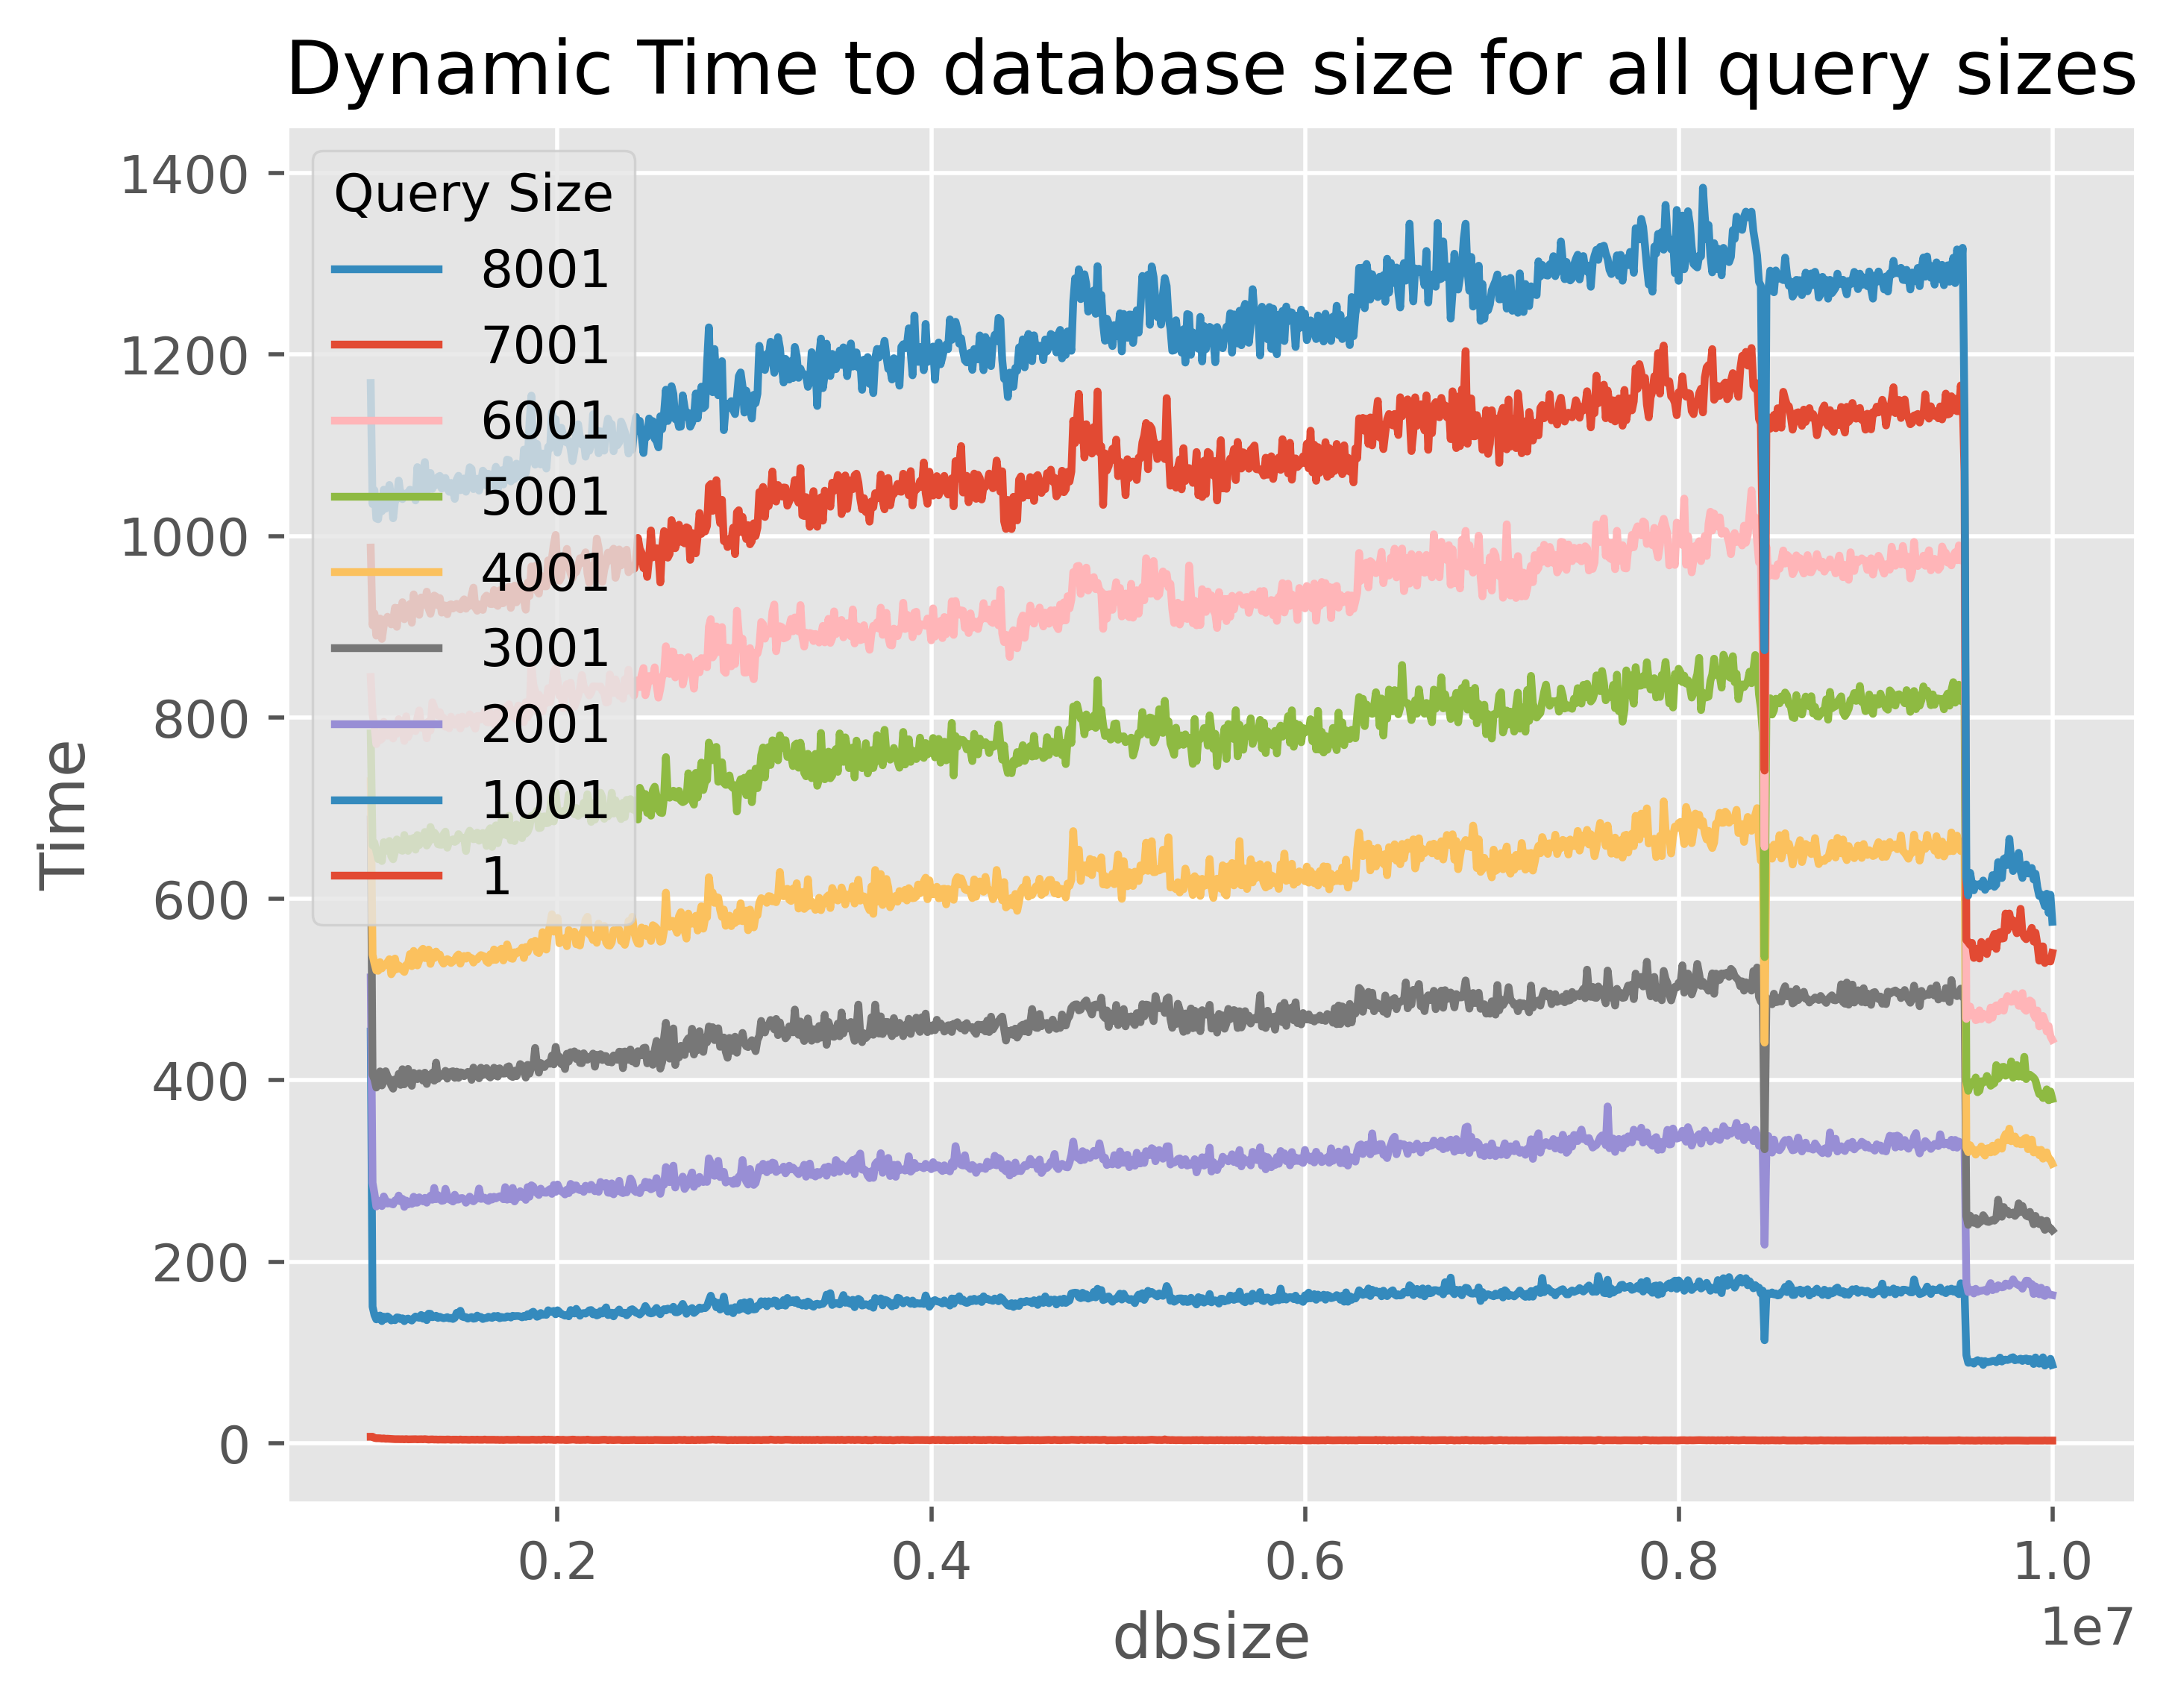 Dynamic Time to database size for all query sizes
1400
1200
1000
800
600
400
200
0
Time
Query Size
8001
7001
6001
5001
4001
3001
2001
1001
1
0.2 0.4 0.6 0.8 1.0
1e7
dbsize